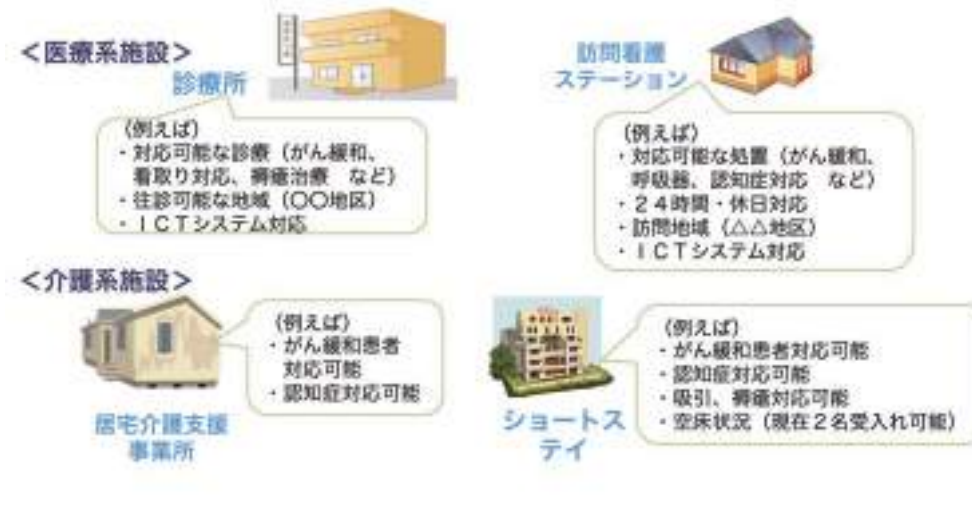 <医療系施設>
診療所
(例えば)
・対応可能な診療(がん緩和、
看取り対応、褥瘡治療 など)
・往診可能な地域(〇〇地区)
・ICTシステム対応
訪問看護
ステーション
(例えば)
・対応可能な処置(がん緩和、
呼吸器、認知症対応 など)
・24時間・休日対応
・訪問地域(△△地区)
・ICTシステム対応
<介護系施設>
居宅介護支援
事業所
(例えば)
・がん緩和患者
対応可能
・認知症対応可能
ショートス
テイ
(例えば)
・がん緩和患者対応可能
・認知症対応可能
・吸引、褥瘡対応可能
・空床状況(現在2名受入れ可能)